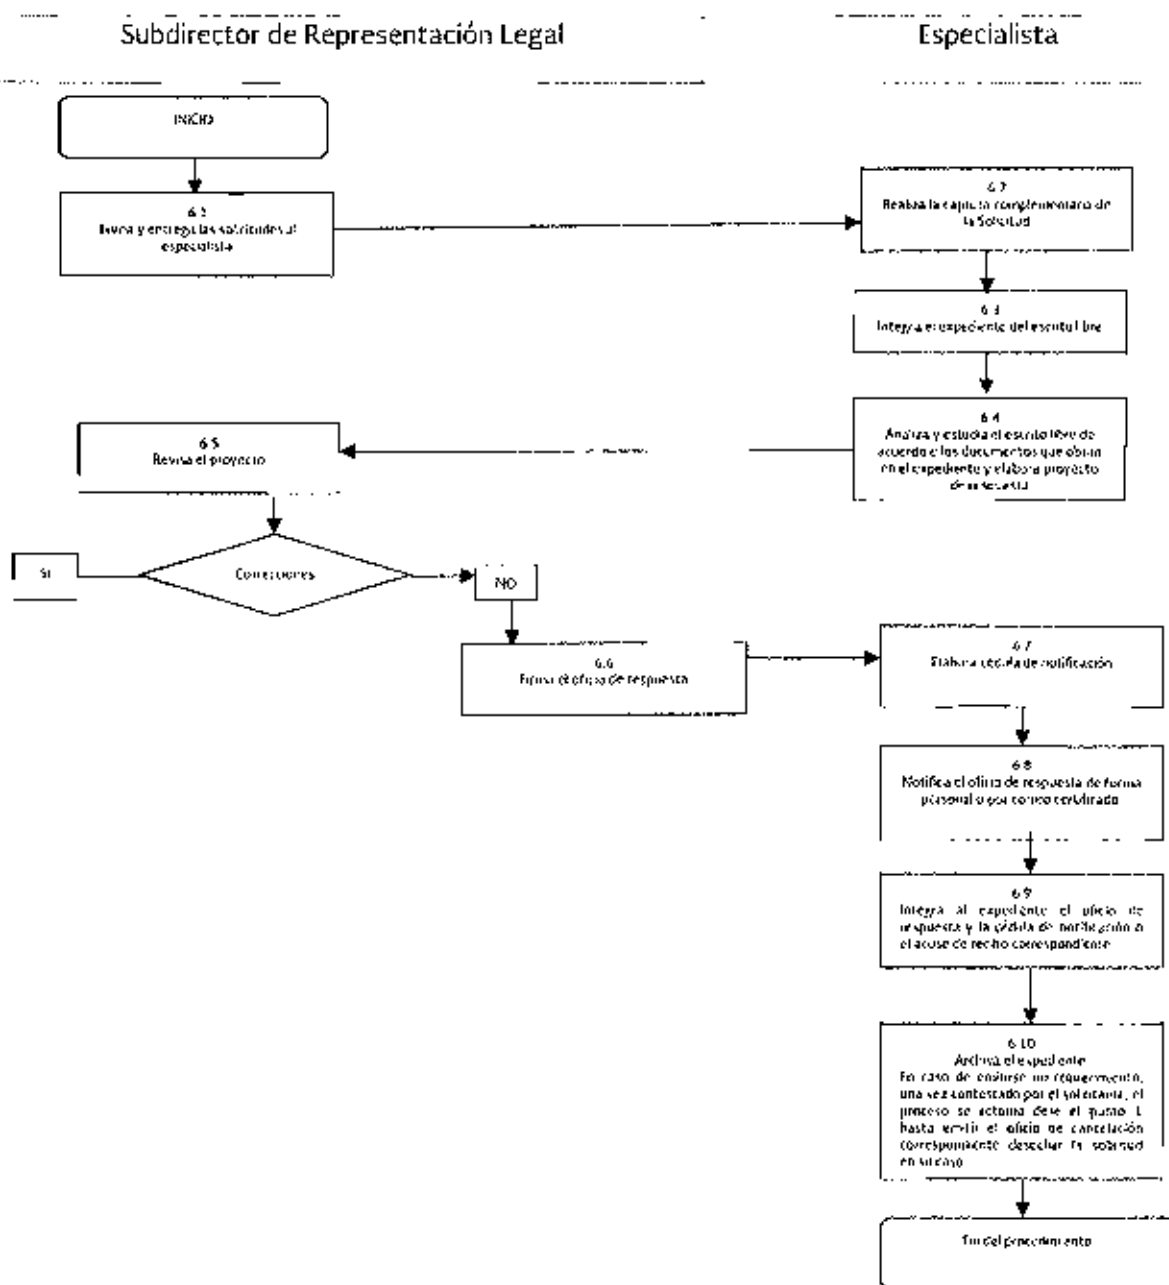 Subdirector de Representación Legal
Especialista
INICIO
6.2
Realiza la captura complementaria de
la Solicitud
y entrega las solicitudes al
especialista
6.3
Integra el expediente del escrito libre
6.4
Analiza y estudia el escrito libre de
acuerdo a los documentos que obran
en el expediente y elabora proyecto
de
6.5
Revisa el proyecto
Correcciones
SI
NO
6.6
Firma el oficio de respuesta
6.7
Elabora cédula de notificación
6.8
Notifica el oficio de respuesta de forma
personal o por correo certificado
6.9
Integra al expediente el oficio de
respuesta y la cédula de notificación o
el acuse de recibo correspondiente
6.10
Archiva el expediente
En caso de enviarse un requerimiento,
una vez contestado por el solicitante, el
proceso se retoma el punto
hasta emitir el oficio de cancelación
correspondiente desechar la solicitud
en su caso
Fin del procedimiento